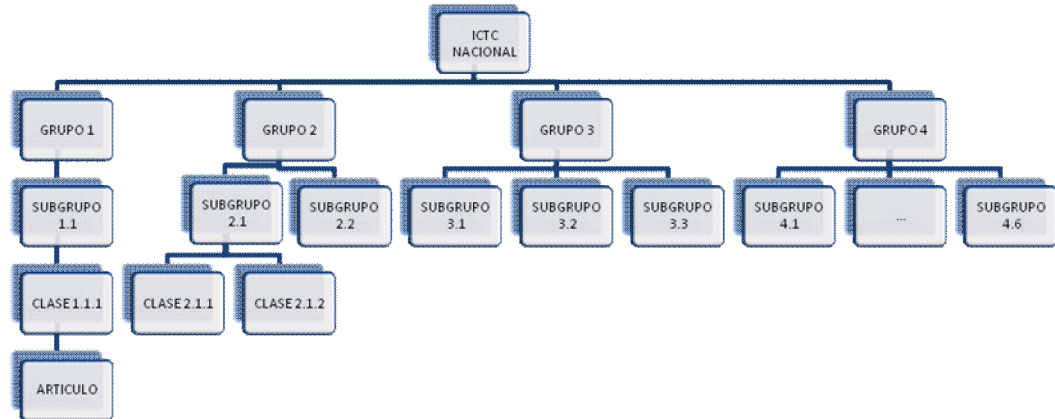 ICTC
NACIONAL
GRUPO 1
GRUPO 2
GRUPO 3
GRUPO 4
SUBGRUPO
1.1
SUBGRUPO
2.1
SUBGRUPO
2.2
SUBGRUPO
3.1
SUBGRUPO
3.2
SUBGRUPO
3.3
SUBGRUPO
4.1
...
SUBGRUPO
4.6
CLASE 1.1.1
CLASE 2.1.1
CLASE 2.1.2
ARTICULO